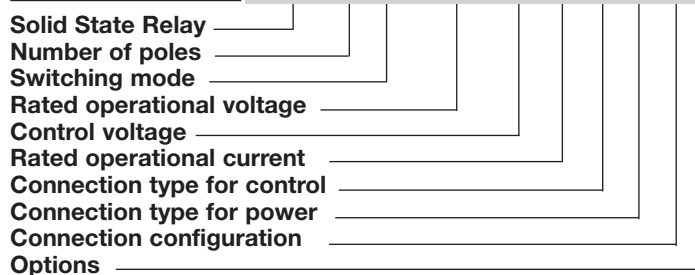 Solid State Relay
Number of poles
Switching mode
Rated operational voltage
Control voltage
Rated operational current
Connection type for control
Connection type for power
Connection configuration
Options